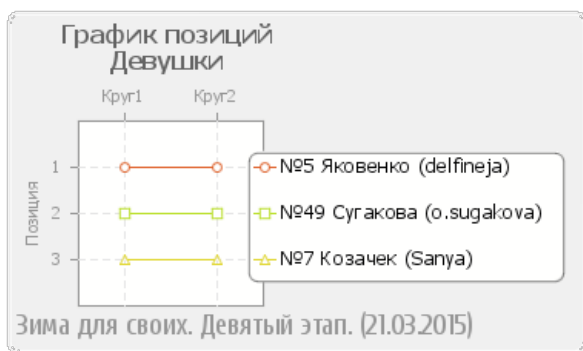 График позиций
Девушки
Круг1 Круг2
Позиция
1 №5 Яковенко (delfineja)
2 №49 Сугакова (o.sugakova)
3 №7 Козачек (Sanya)
Зима для своих. Девятый этап. (21.03.2015)